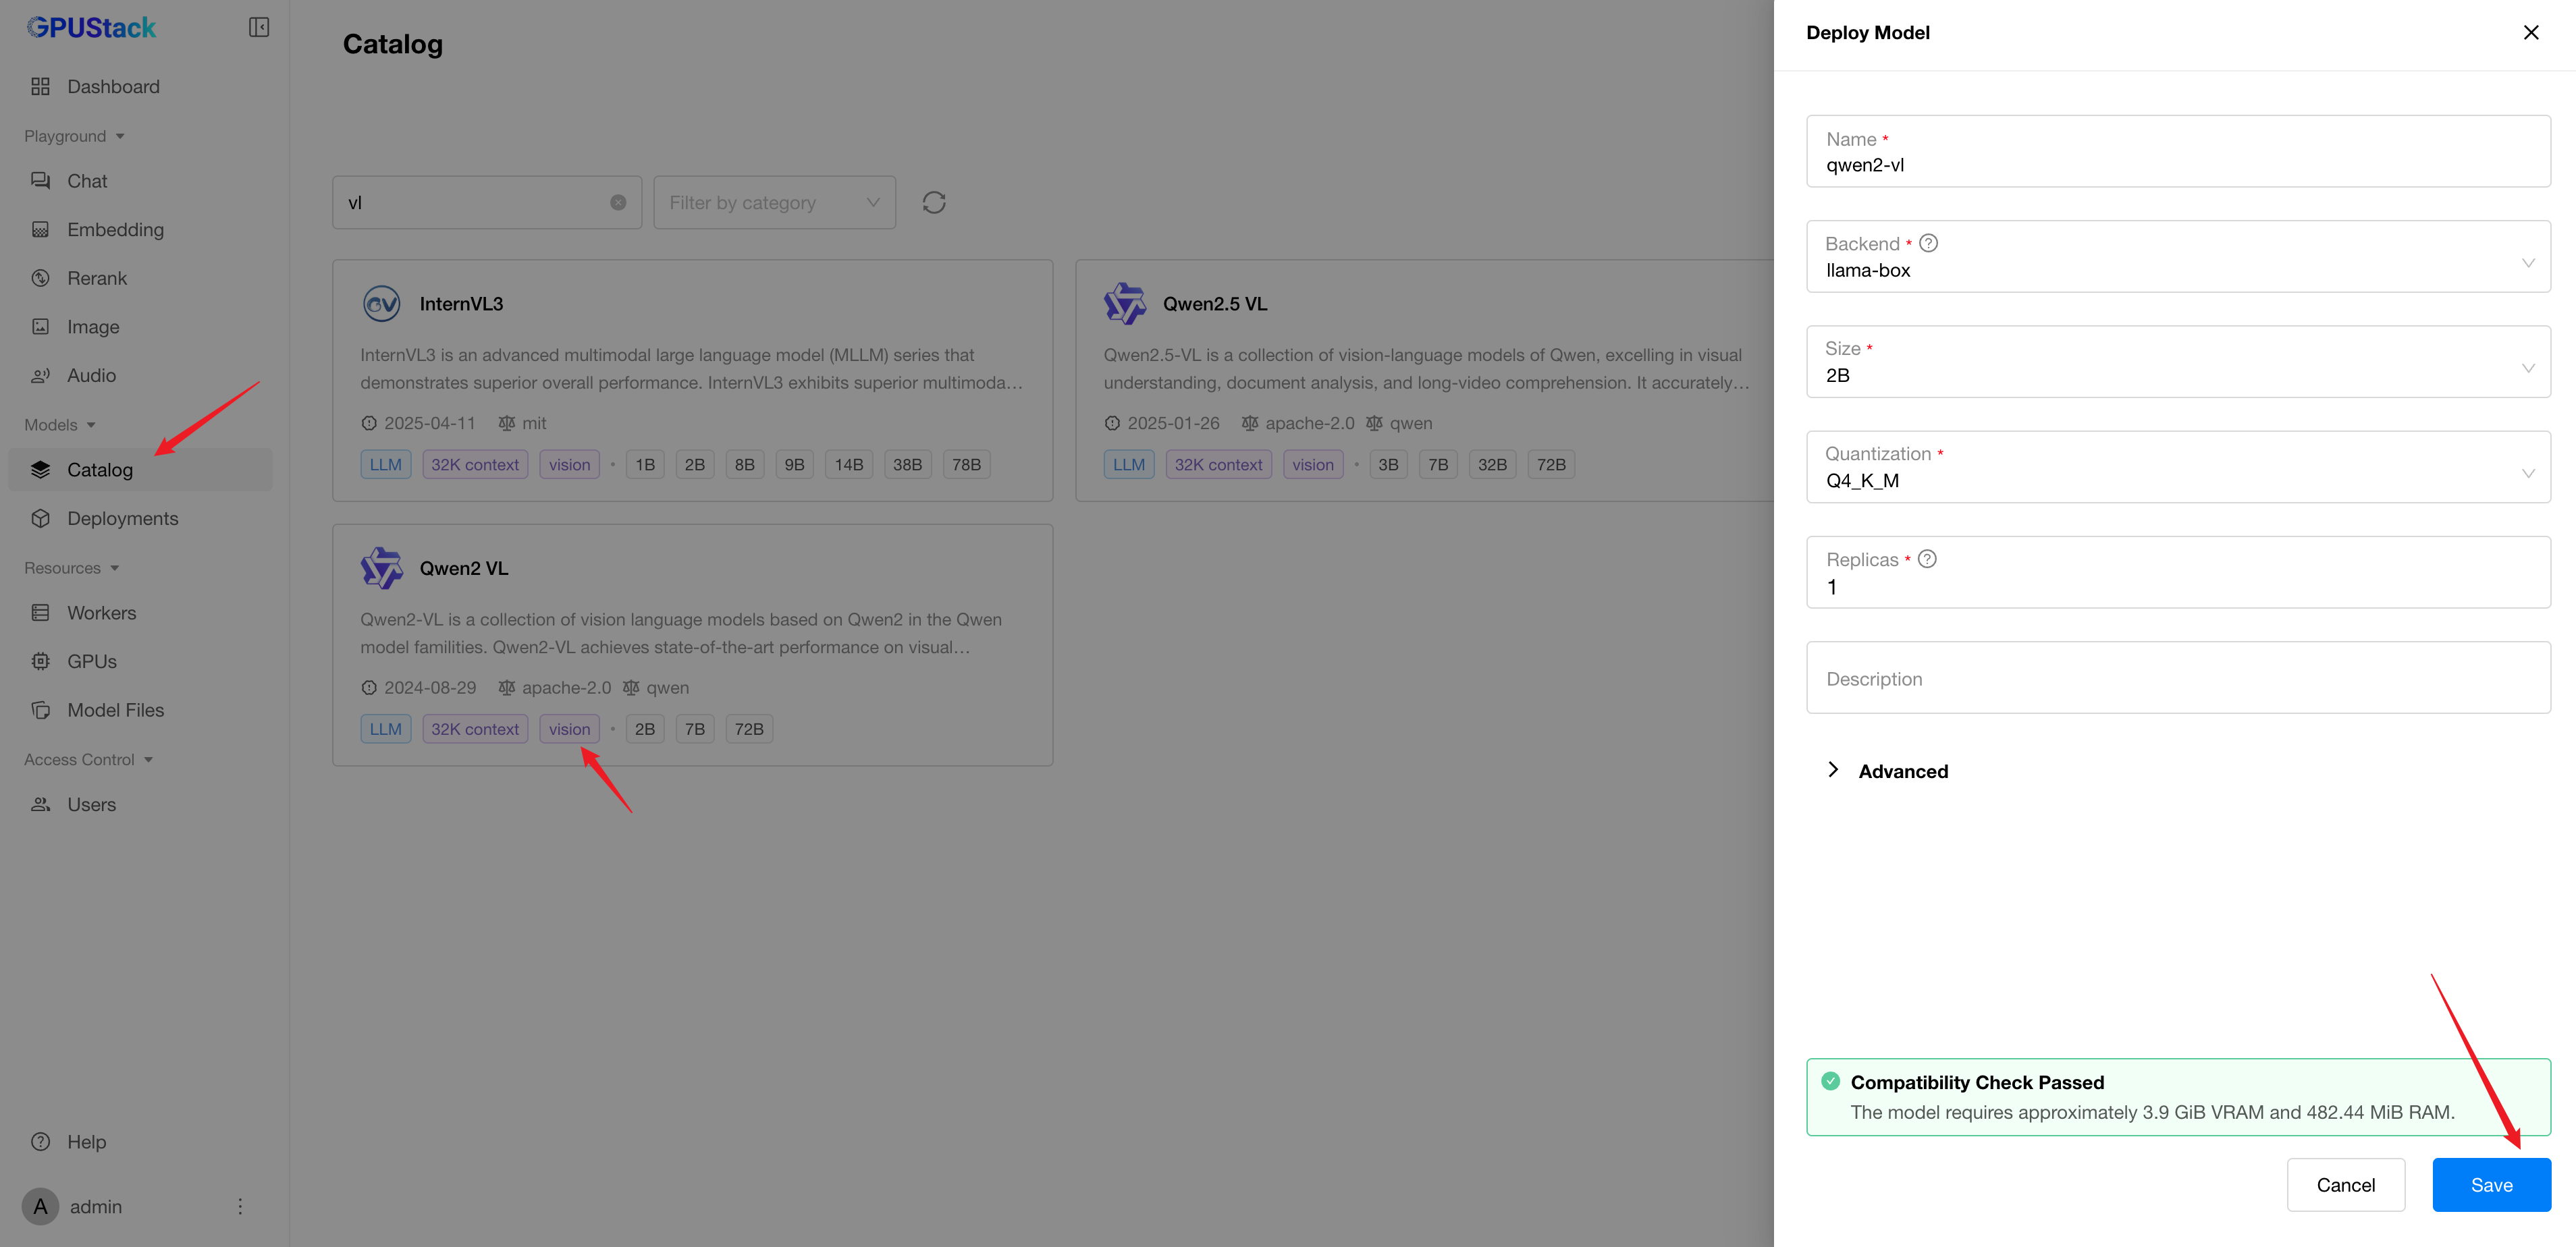 GPUStack
Dashboard
Playground
Chat
Embedding
Rerank
Image
Audio
Models
Catalog
Deployments
Resources
Workers
GPUs
Model Files
Access Control
Users
Help
A admin
Catalog
vl
Filter by category
InternVL3
InternVL3 is an advanced multimodal large language model (MLLM) series that
demonstrates superior overall performance. InternVL3 exhibits superior multimoda...
2025-04-11 mit
LLM 32K context vision • 1B 2B 8B 9B 14B 38B 78B
Qwen2.5 VL
Qwen2.5-VL is a collection of vision-language models of Qwen, excelling in visual
understanding, document analysis, and long-video comprehension. It accurately...
2025-01-26 apache-2.0 qwen
LLM 32K context vision • 3B 7B 32B 72B
Qwen2 VL
Qwen2-VL is a collection of vision language models based on Qwen2 in the Qwen
model famililies. Qwen2-VL achieves state-of-the-art performance on visual...
2024-08-29 apache-2.0 qwen
LLM 32K context vision • 2B 7B 72B
Deploy Model
Name *
qwen2-vl
Backend *
llama-box
Size *
2B
Quantization *
Q4_K_M
Replicas *
1
Description
Advanced
Compatibility Check Passed
The model requires approximately 3.9 GiB VRAM and 482.44 MiB RAM.
Cancel
Save